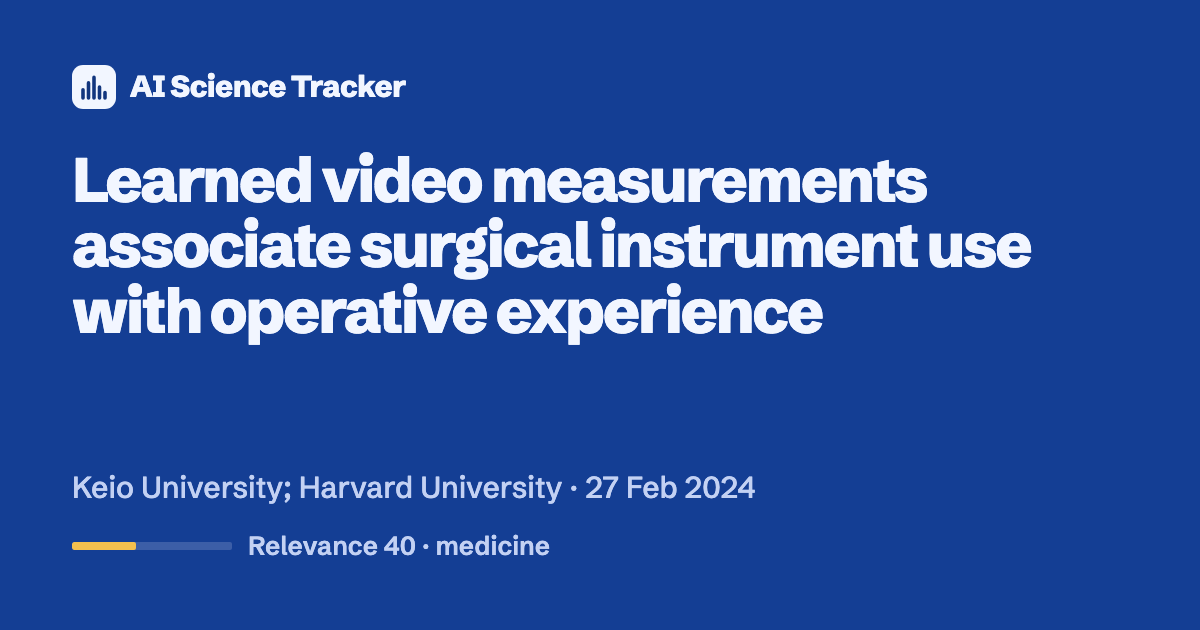 AI Science Tracker
Learned video measurements
associate surgical instrument use
with operative experience
Keio University; Harvard University · 27 Feb 2024
Relevance 40 · medicine